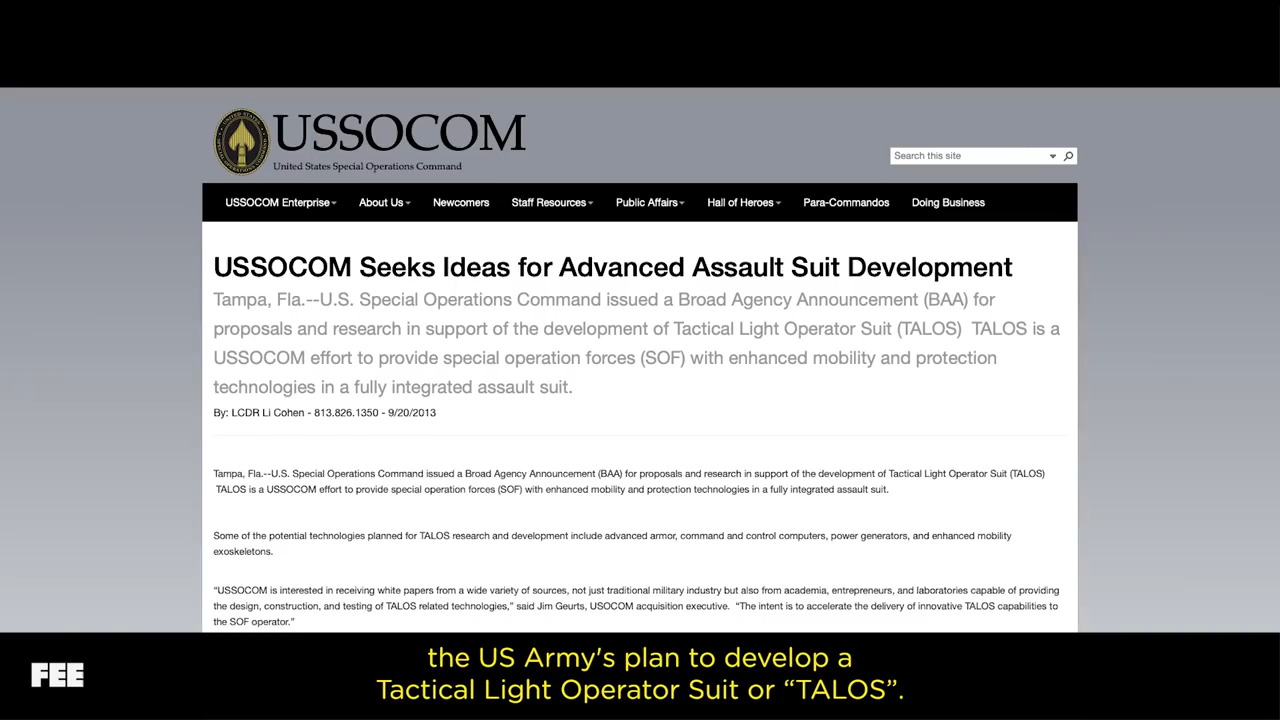 USSOCOM
United States Special Operations Command
Search this site
USSOCOM Enterprise About Us Newcomers Staff Resources Public Affairs Hall of Heroes Para-Commandos Doing Business
USSOCOM Seeks Ideas for Advanced Assault Suit Development
Tampa, Fla.--U.S. Special Operations Command issued a Broad Agency Announcement (BAA) for
proposals and research in support of the development of Tactical Light Operator Suit (TALOS)  TALOS is a
USSOCOM effort to provide special operation forces (SOF) with enhanced mobility and protection
technologies in a fully integrated assault suit.
By: LCDR Li Cohen - 813.826.1350 - 9/20/2013
Tampa, Fla.--U.S. Special Operations Command issued a Broad Agency Announcement (BAA) for proposals and research in support of the development of Tactical Light Operator Suit (TALOS)
TALOS is a USSOCOM effort to provide special operation forces (SOF) with enhanced mobility and protection technologies in a fully integrated assault suit.
Some of the potential technologies planned for TALOS research and development include advanced armor, command and control computers, power generators, and enhanced mobility
exoskeletons.
“USSOCOM is interested in receiving white papers from a wide variety of sources, not just traditional military industry but also from academia, entrepreneurs, and laboratories capable of providing
the design, construction, and testing of TALOS related technologies,” said Jim Geurts, USOCOM acquisition executive.  “The intent is to accelerate the delivery of innovative TALOS capabilities to
the SOF operator.”
the US Army's plan to develop a
Tactical Light Operator Suit or “TALOS”.
FEE